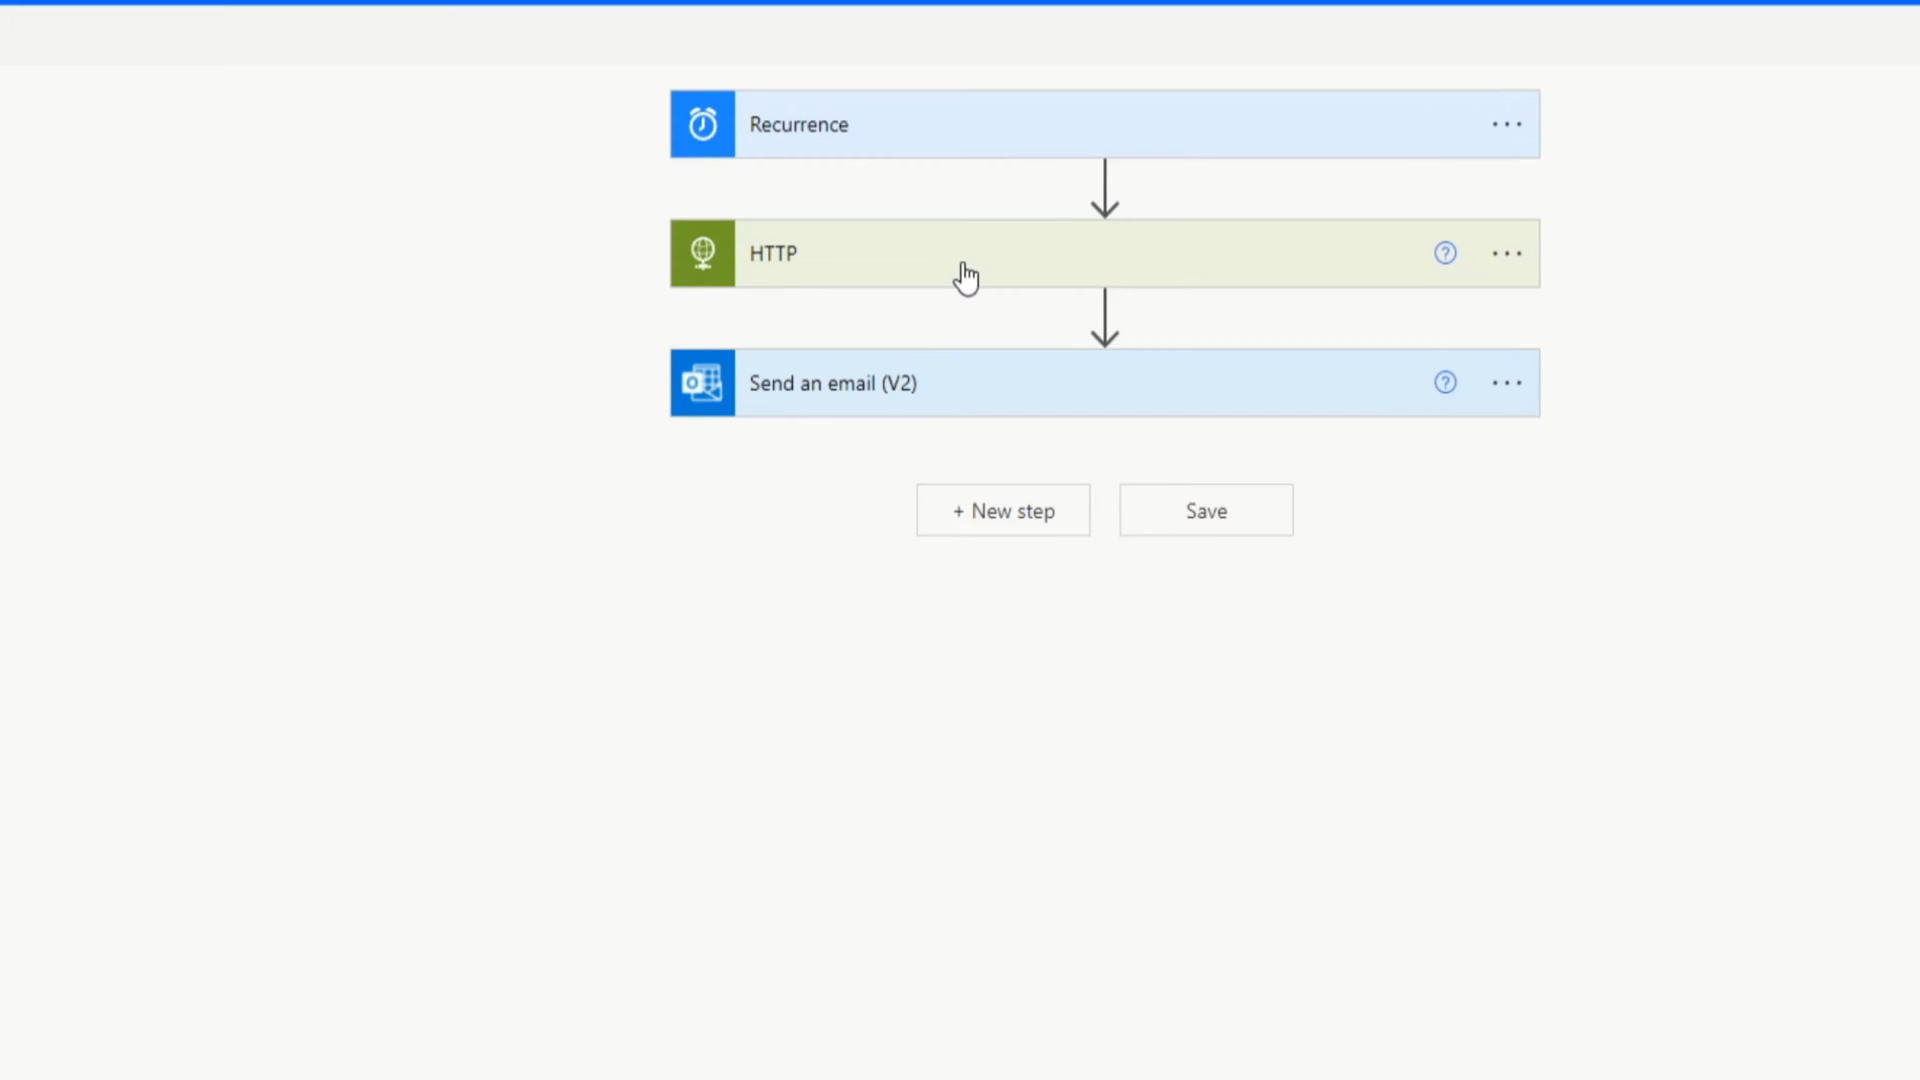 Recurrence
HTTP
Send an email (V2)
+ New step
Save